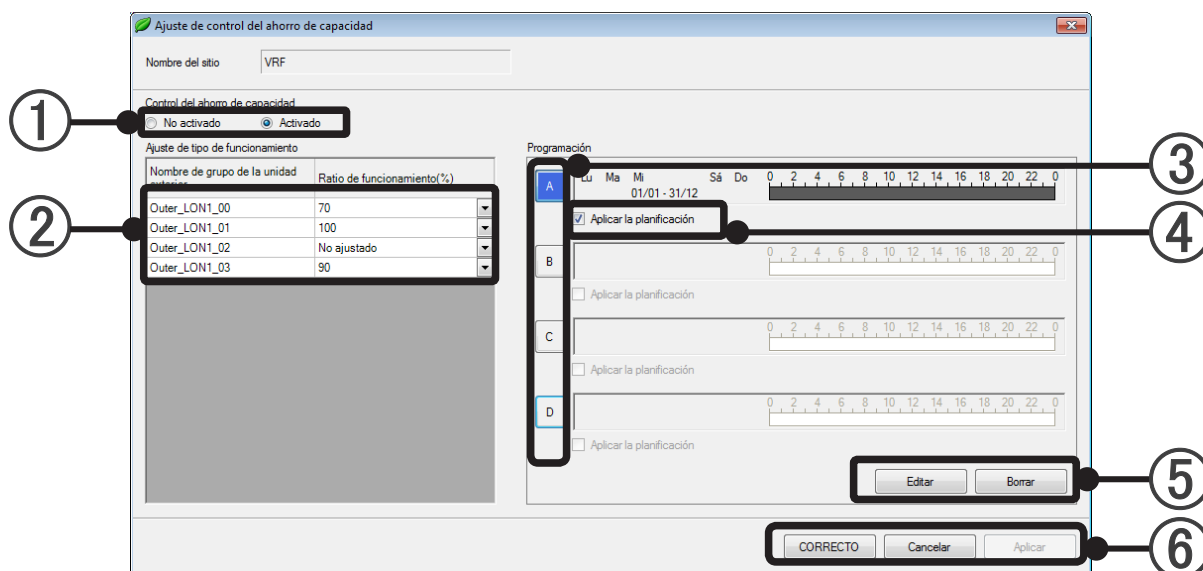 Ajuste de control del ahorro de capacidad
Nombre del sitio VRF
Control del ahorro de capacidad
① No activado Activado
Ajuste de tipo de funcionamiento
Nombre de grupo de la unidad exterior Ratio de funcionamiento(%)
② Outer_LON1_00 70
Outer_LON1_01 100
Outer_LON1_02 No ajustado
Outer_LON1_03 90
Programación
③
A Lu Ma Mi Sá Do 0 2 4 6 8 10 12 14 16 18 20 22 0
01/01 - 31/12
Aplicar la planificación ④
B 0 2 4 6 8 10 12 14 16 18 20 22 0
Aplicar la planificación
C 0 2 4 6 8 10 12 14 16 18 20 22 0
Aplicar la planificación
D 0 2 4 6 8 10 12 14 16 18 20 22 0
Aplicar la planificación
Editar Borrar ⑤
CORRECTO Cancelar Aplicar ⑥